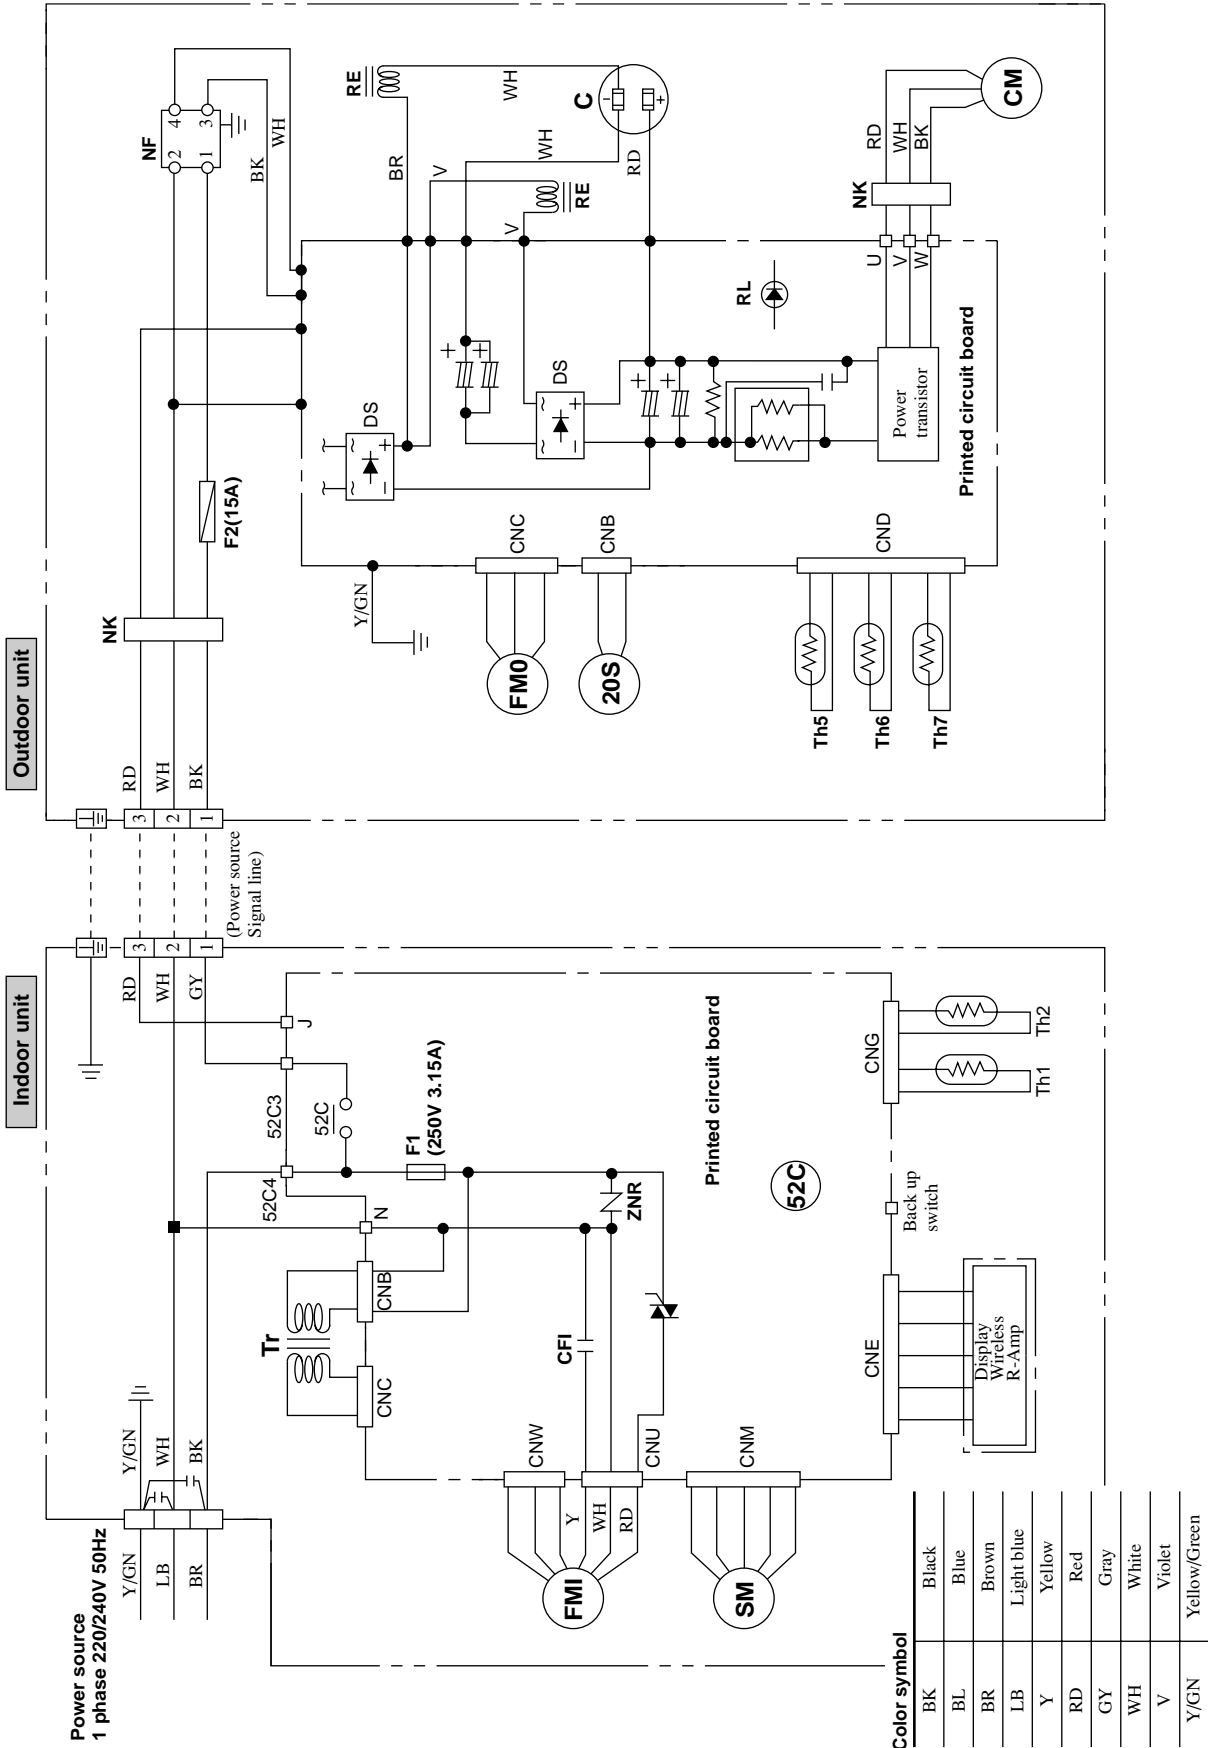 Power source
1 phase 220/240V 50Hz
Y/GN
LB
BR
Y/GN
WH
BK
Indoor unit
RD
WH
GY
3
2
1
(Power source
Signal line)
Outdoor unit
3
2
1
RD
WH
BK
NK
F2(15A)
NF
2
4
1
3
BK
WH
Tr
CNC
CNB
52C4
N
52C3
52C
J
F1
(250V 3.15A)
CFI
ZNR
Printed circuit board
52C
CNW
CNU
Y
WH
RD
FMI
CNM
SM
CNE
Display
Wireless
R-Amp
Back up
switch
CNG
Th1
Th2
Y/GN
CNC
FM0
CNB
20S
CND
Th5
Th6
Th7
DS
~
~
−
+
DS
~
~
−
+
+
+
+
+
BR
V
V
WH
WH
RD
RE
RE
C
−
+
RL
Power
transistor
Printed circuit board
U
V
W
NK
RD
WH
BK
CM
Color symbol
BK Black
BL Blue
BR Brown
LB Light blue
Y Yellow
RD Red
GY Gray
WH White
V Violet
Y/GN Yellow/Green